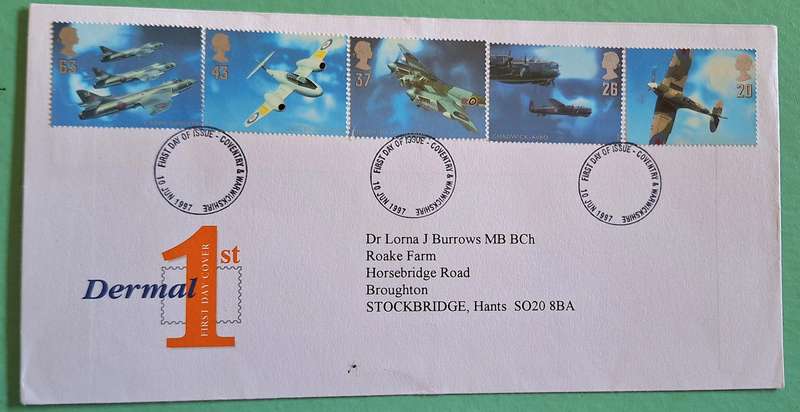 63
43
37
CHADWICK/AVRO
26
20
FIRST DAY OF ISSUE - COVENTRY & WARWICKSHIRE
10 JUN 1997
FIRST DAY OF ISSUE - COVENTRY & WARWICKSHIRE
10 JUN 1997
FIRST DAY OF ISSUE - COVENTRY & WARWICKSHIRE
10 JUN 1997
Dermal 1st
FIRST DAY COVER
Dr Lorna J Burrows MB BCh
Roake Farm
Horsebridge Road
Broughton
STOCKBRIDGE, Hants SO20 8BA